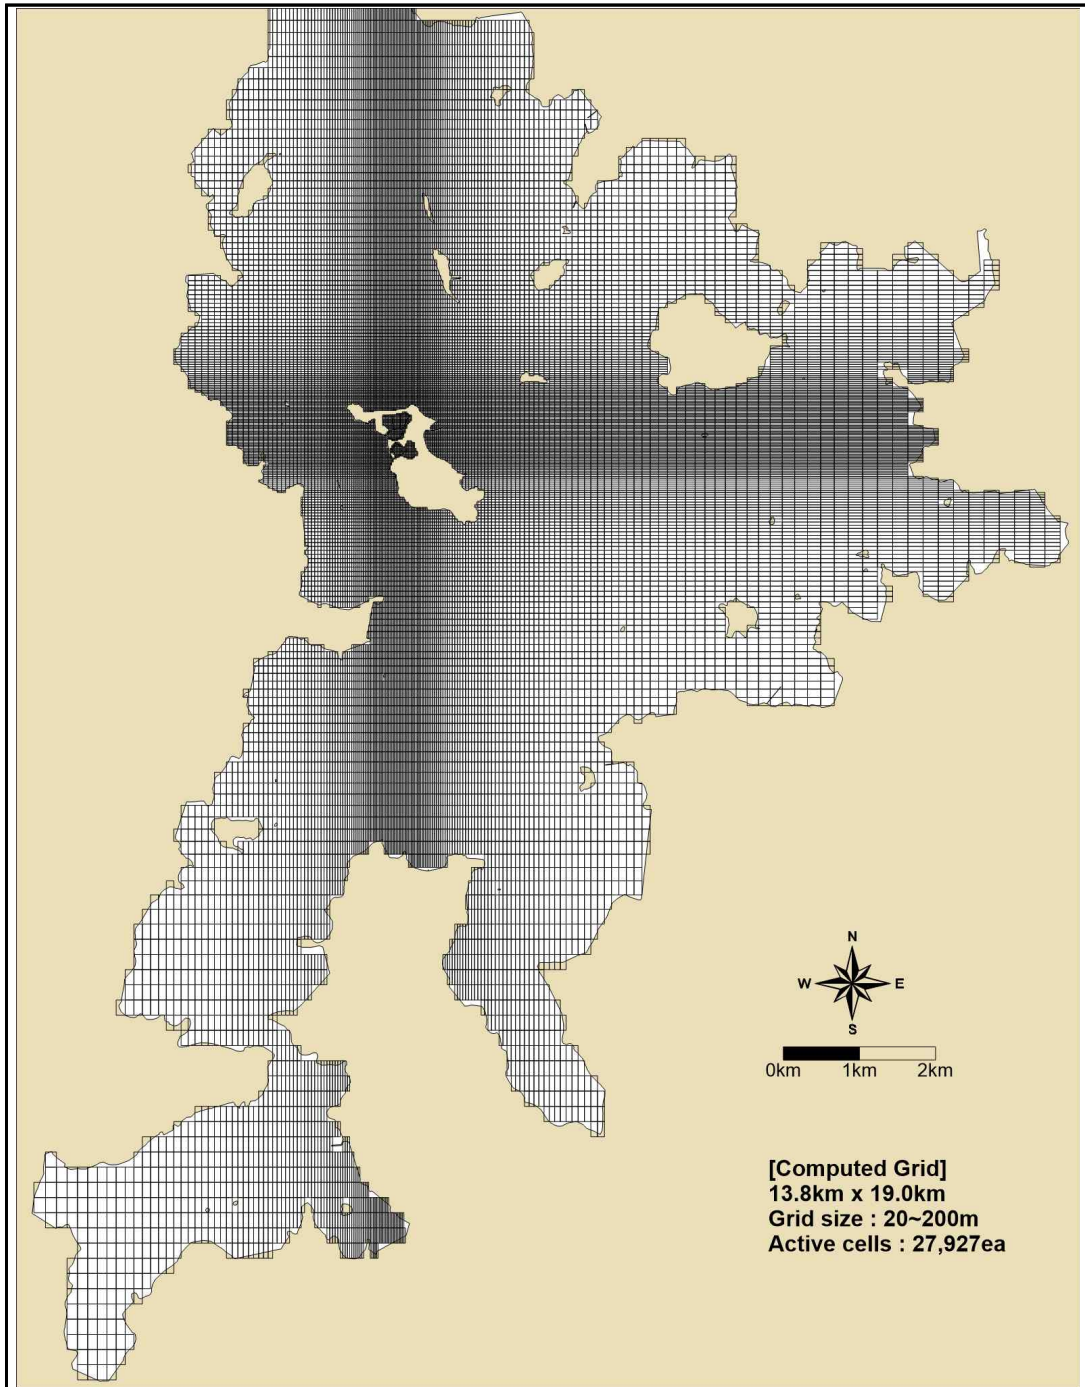 N
W E
S
0km 1km 2km
[Computed Grid]
13.8km x 19.0km
Grid size : 20~200m
Active cells : 27,927ea